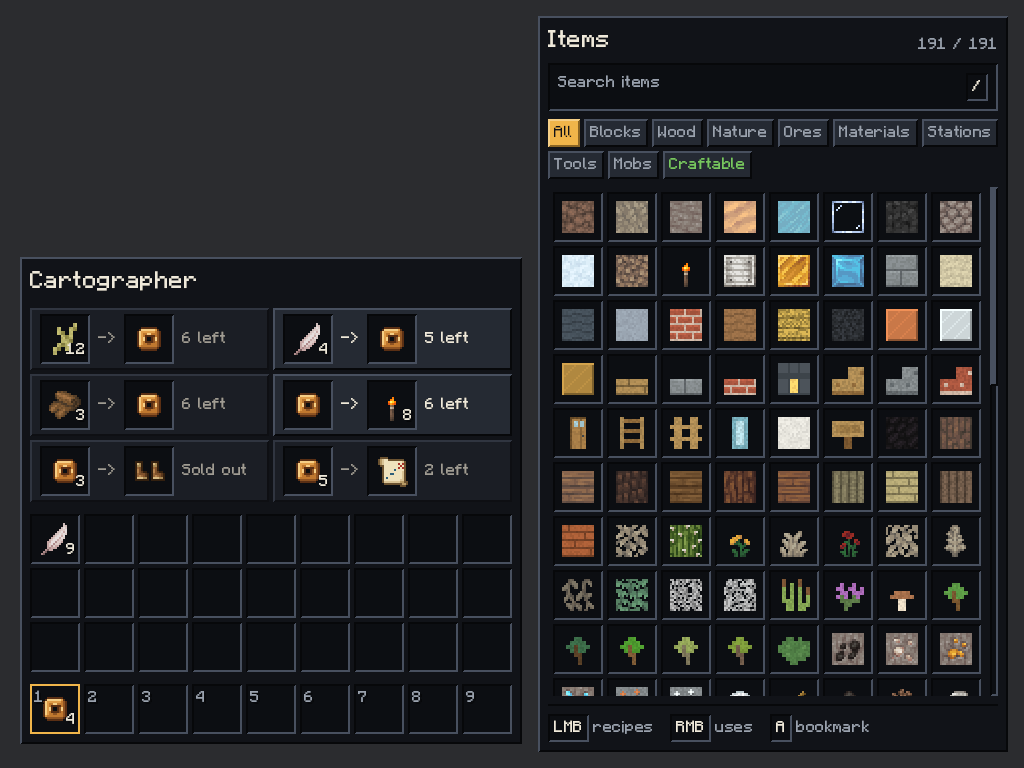 Items
191 / 191
Search items
/
All Blocks Wood Nature Ores Materials Stations
Tools Mobs Craftable
Cartographer
12 -> 6 left
4 -> 5 left
3 -> 6 left
-> 8 6 left
3 -> Sold out
5 -> 2 left
9
1 4 2 3 4 5 6 7 8 9
LMB recipes RMB uses A bookmark